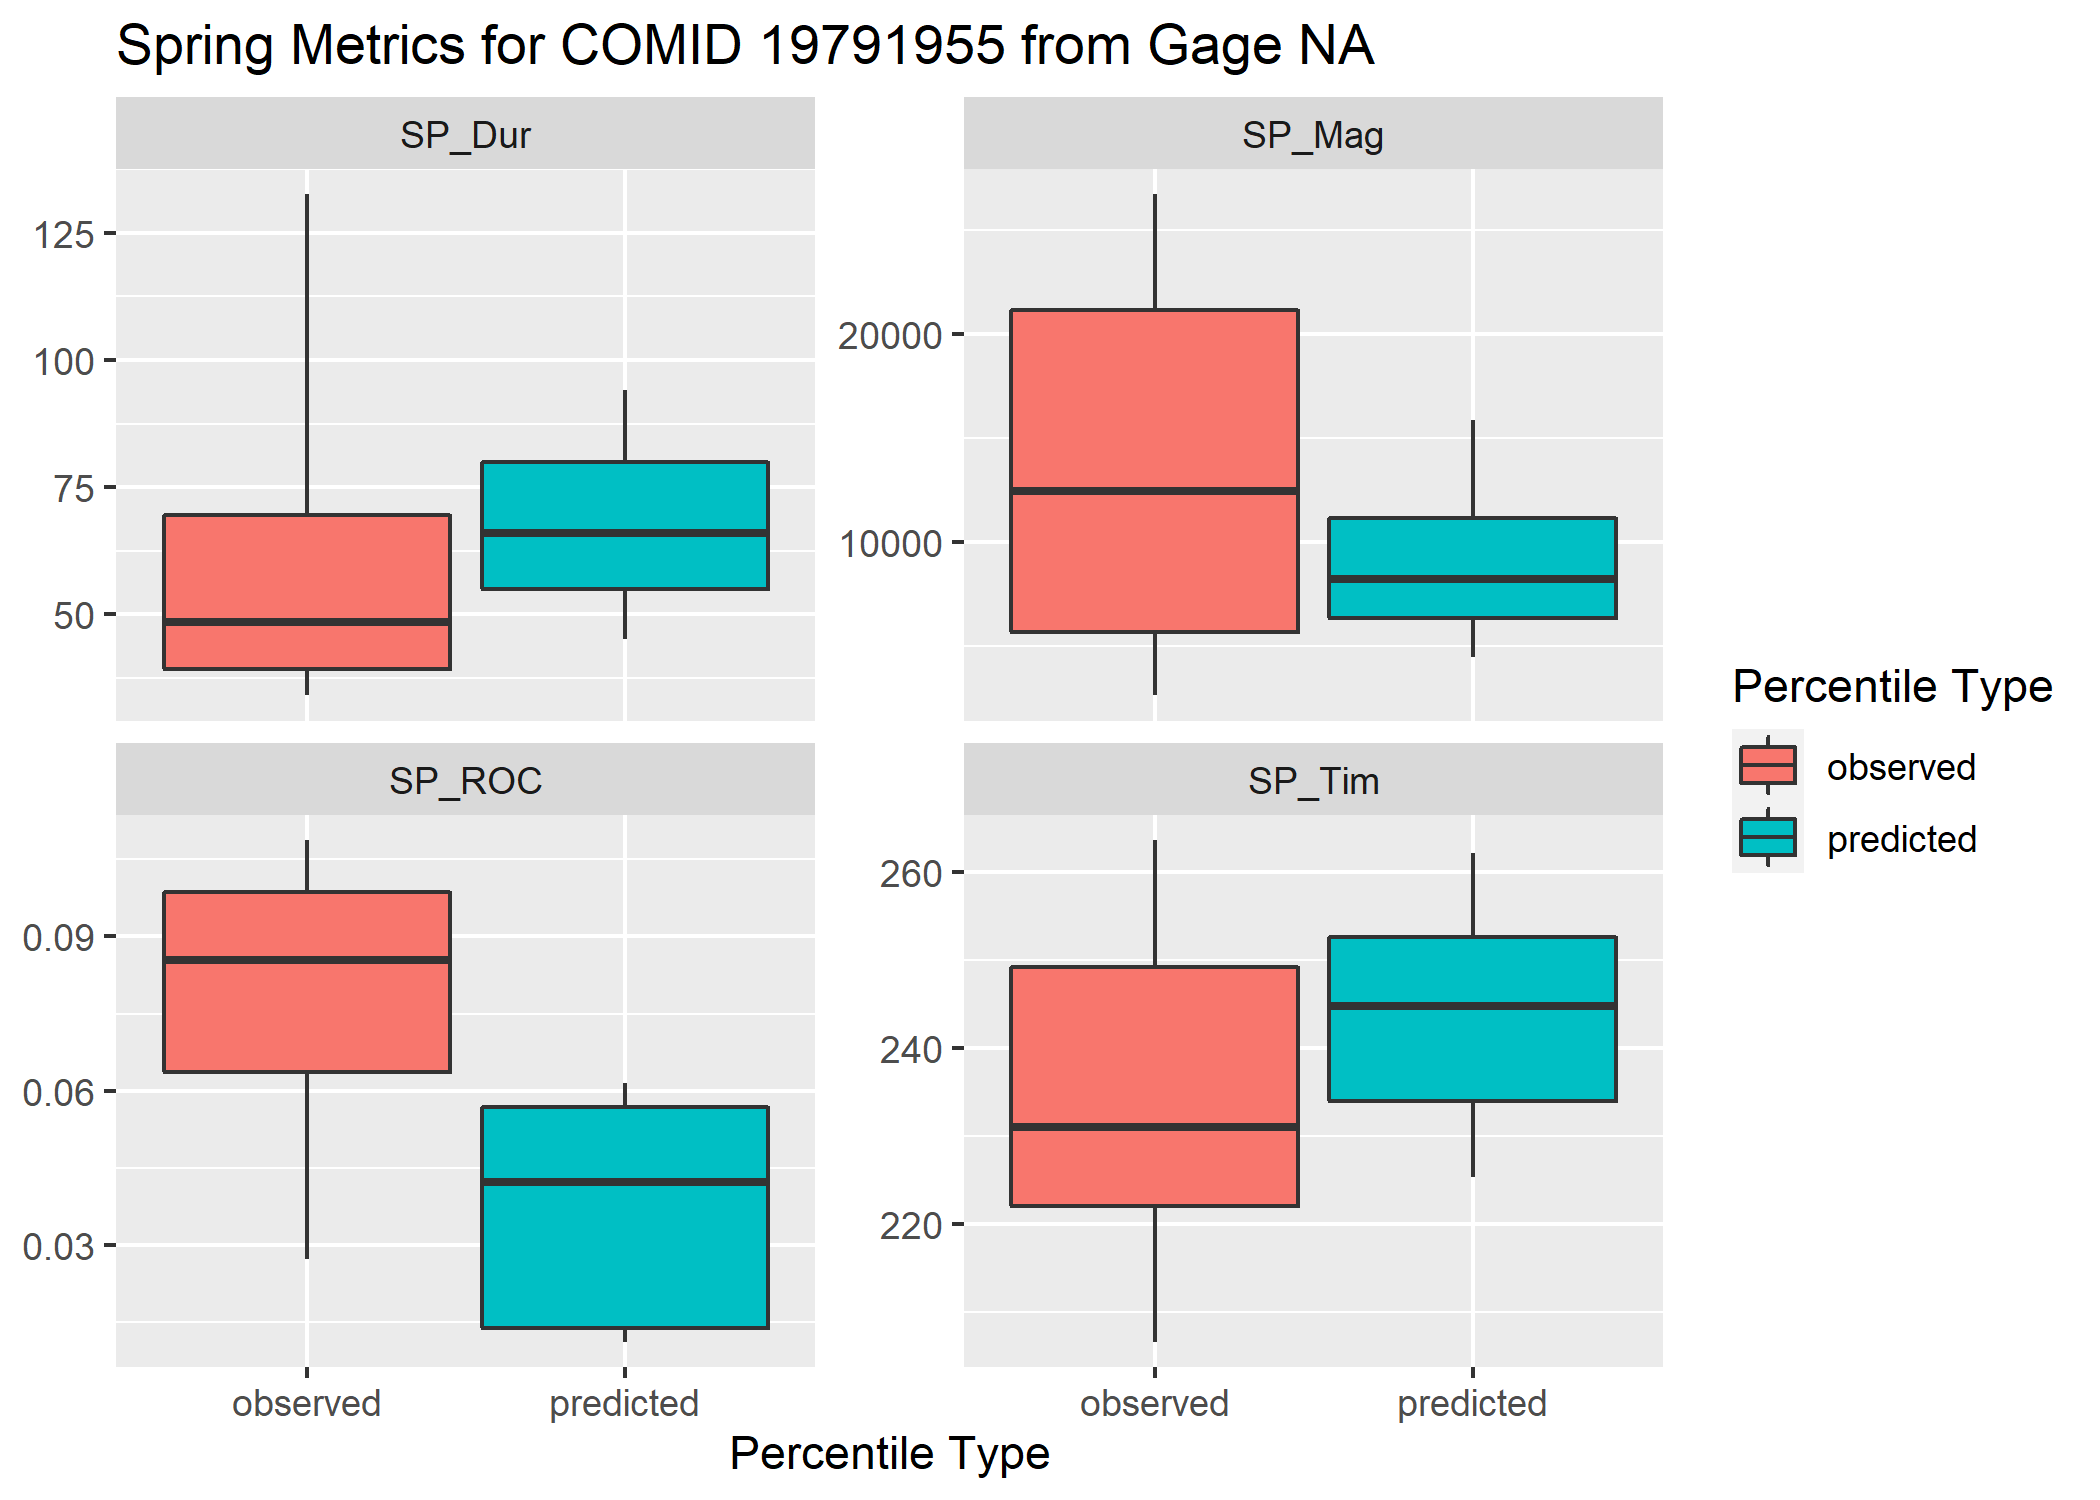 Spring Metrics for COMID 19791955 from Gage NA
SP_Dur
SP_Mag
125
100
75
50
20000
10000
SP_ROC
SP_Tim
0.09
0.06
0.03
260
240
220
observed
predicted
observed
predicted
Percentile Type
Percentile Type
observed
predicted